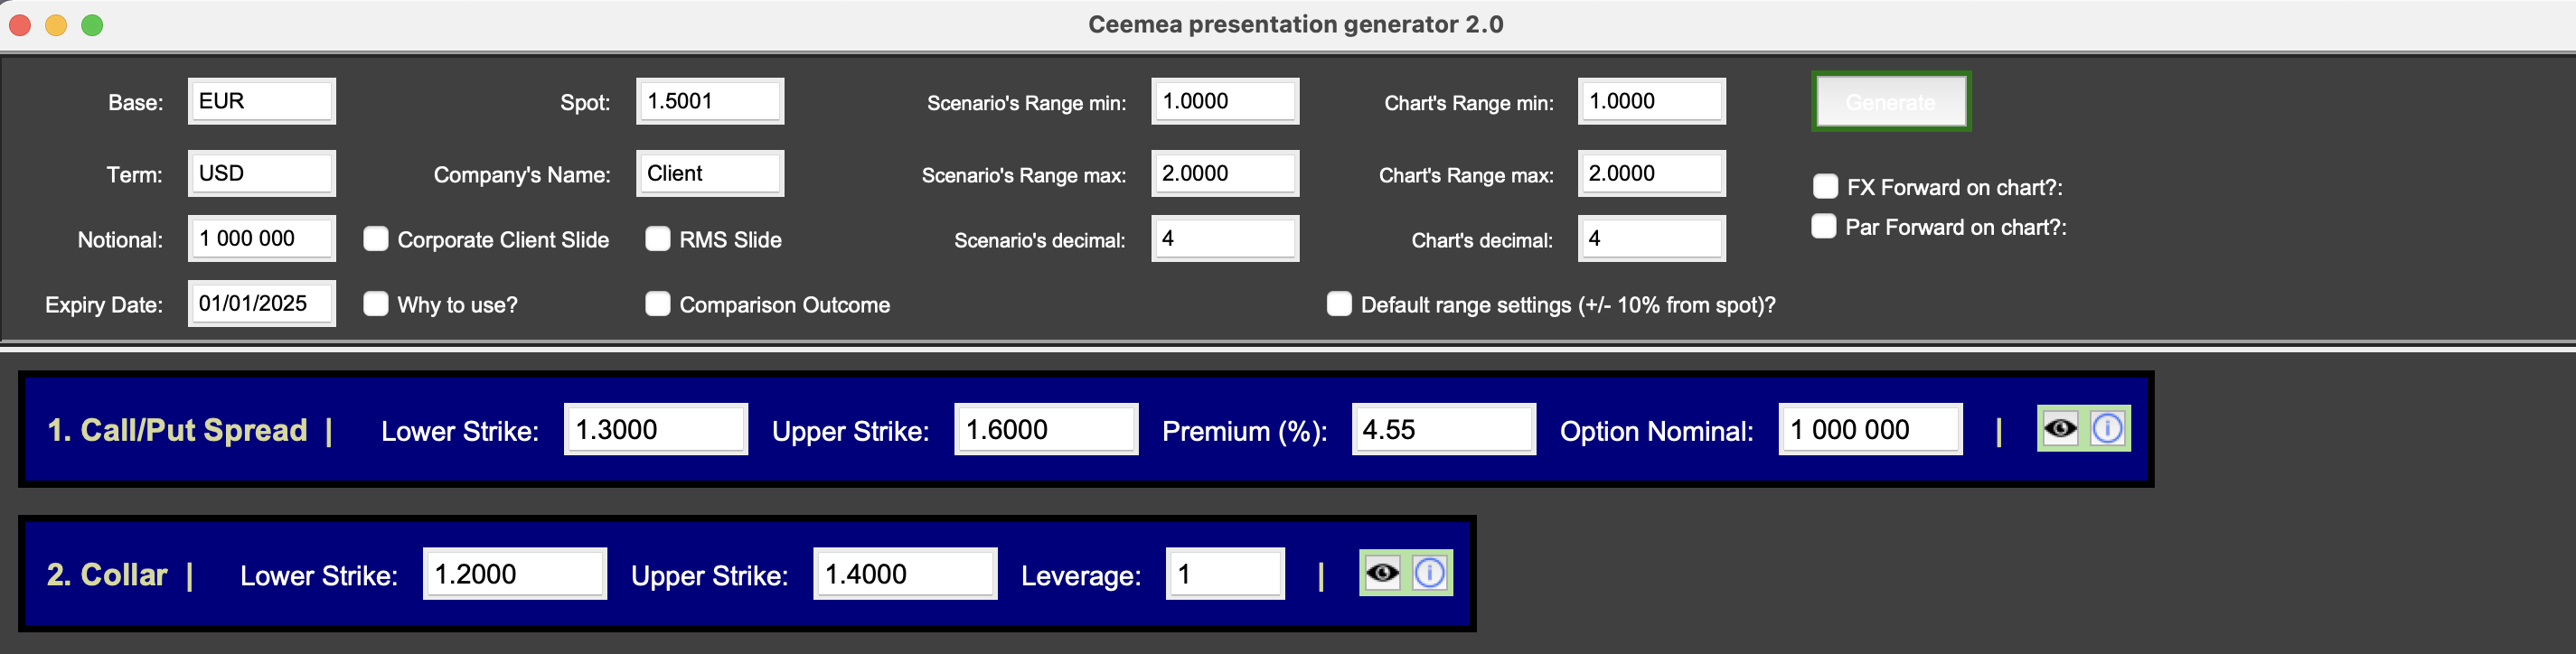 Ceemea presentation generator 2.0
Base: EUR Spot: 1.5001 Scenario's Range min: 1.0000 Chart's Range min: 1.0000 Generate
Term: USD Company's Name: Client Scenario's Range max: 2.0000 Chart's Range max: 2.0000
FX Forward on chart?:
Notional: 1 000 000 Corporate Client Slide RMS Slide Scenario's decimal: 4 Chart's decimal: 4 Par Forward on chart?:
Expiry Date: 01/01/2025 Why to use? Comparison Outcome Default range settings (+/- 10% from spot)?
1. Call/Put Spread | Lower Strike: 1.3000 Upper Strike: 1.6000 Premium (%): 4.55 Option Nominal: 1 000 000 |
2. Collar | Lower Strike: 1.2000 Upper Strike: 1.4000 Leverage: 1 |